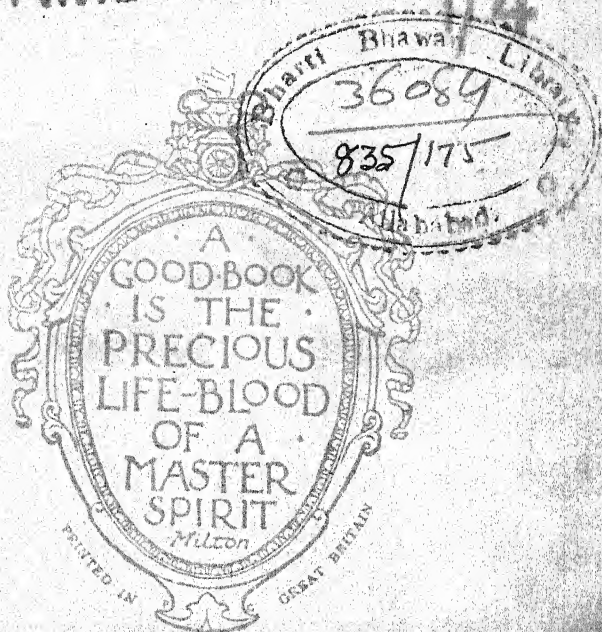 Bharti Bhawan Library
36089
835/175
Allahabad.
· A ·
GOOD·BOOK
· IS THE ·
PRECIOUS
LIFE-BLOOD
OF A ·
MASTER
SPIRIT
Milton
PRINTED IN GREAT BRITAIN